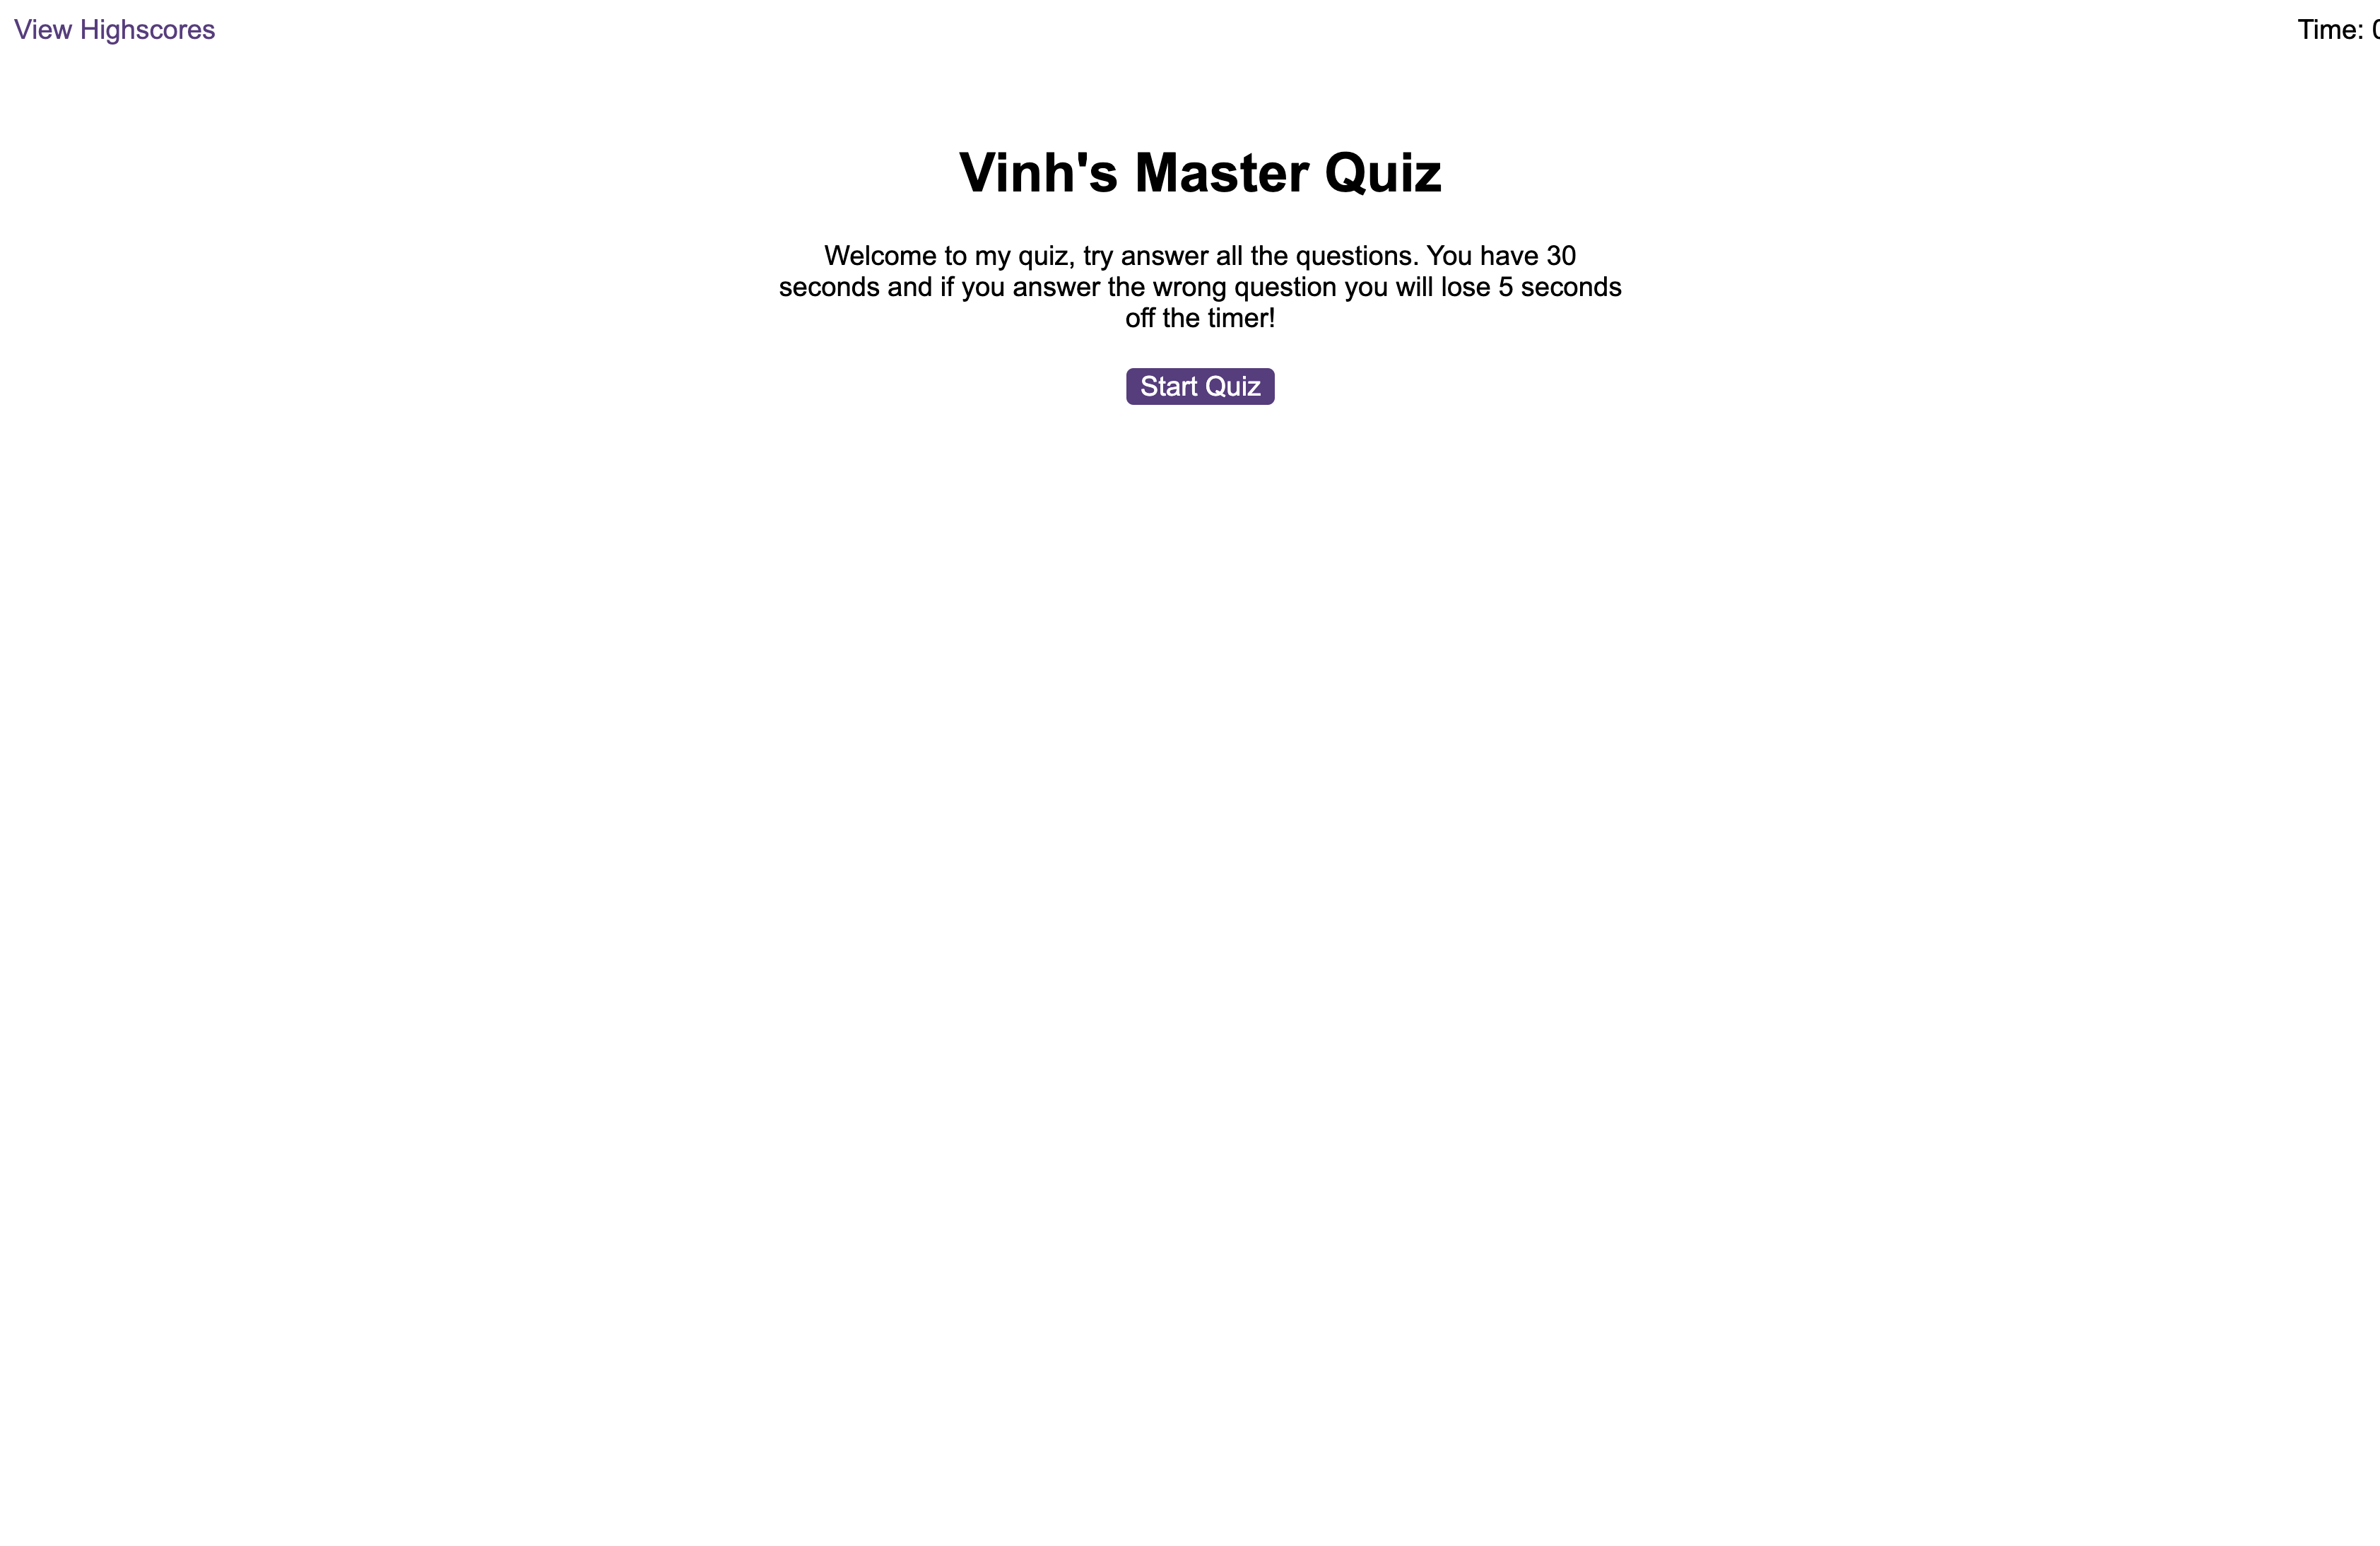 View Highscores
Time: 0
Vinh's Master Quiz
Welcome to my quiz, try answer all the questions. You have 30
seconds and if you answer the wrong question you will lose 5 seconds
off the timer!
Start Quiz